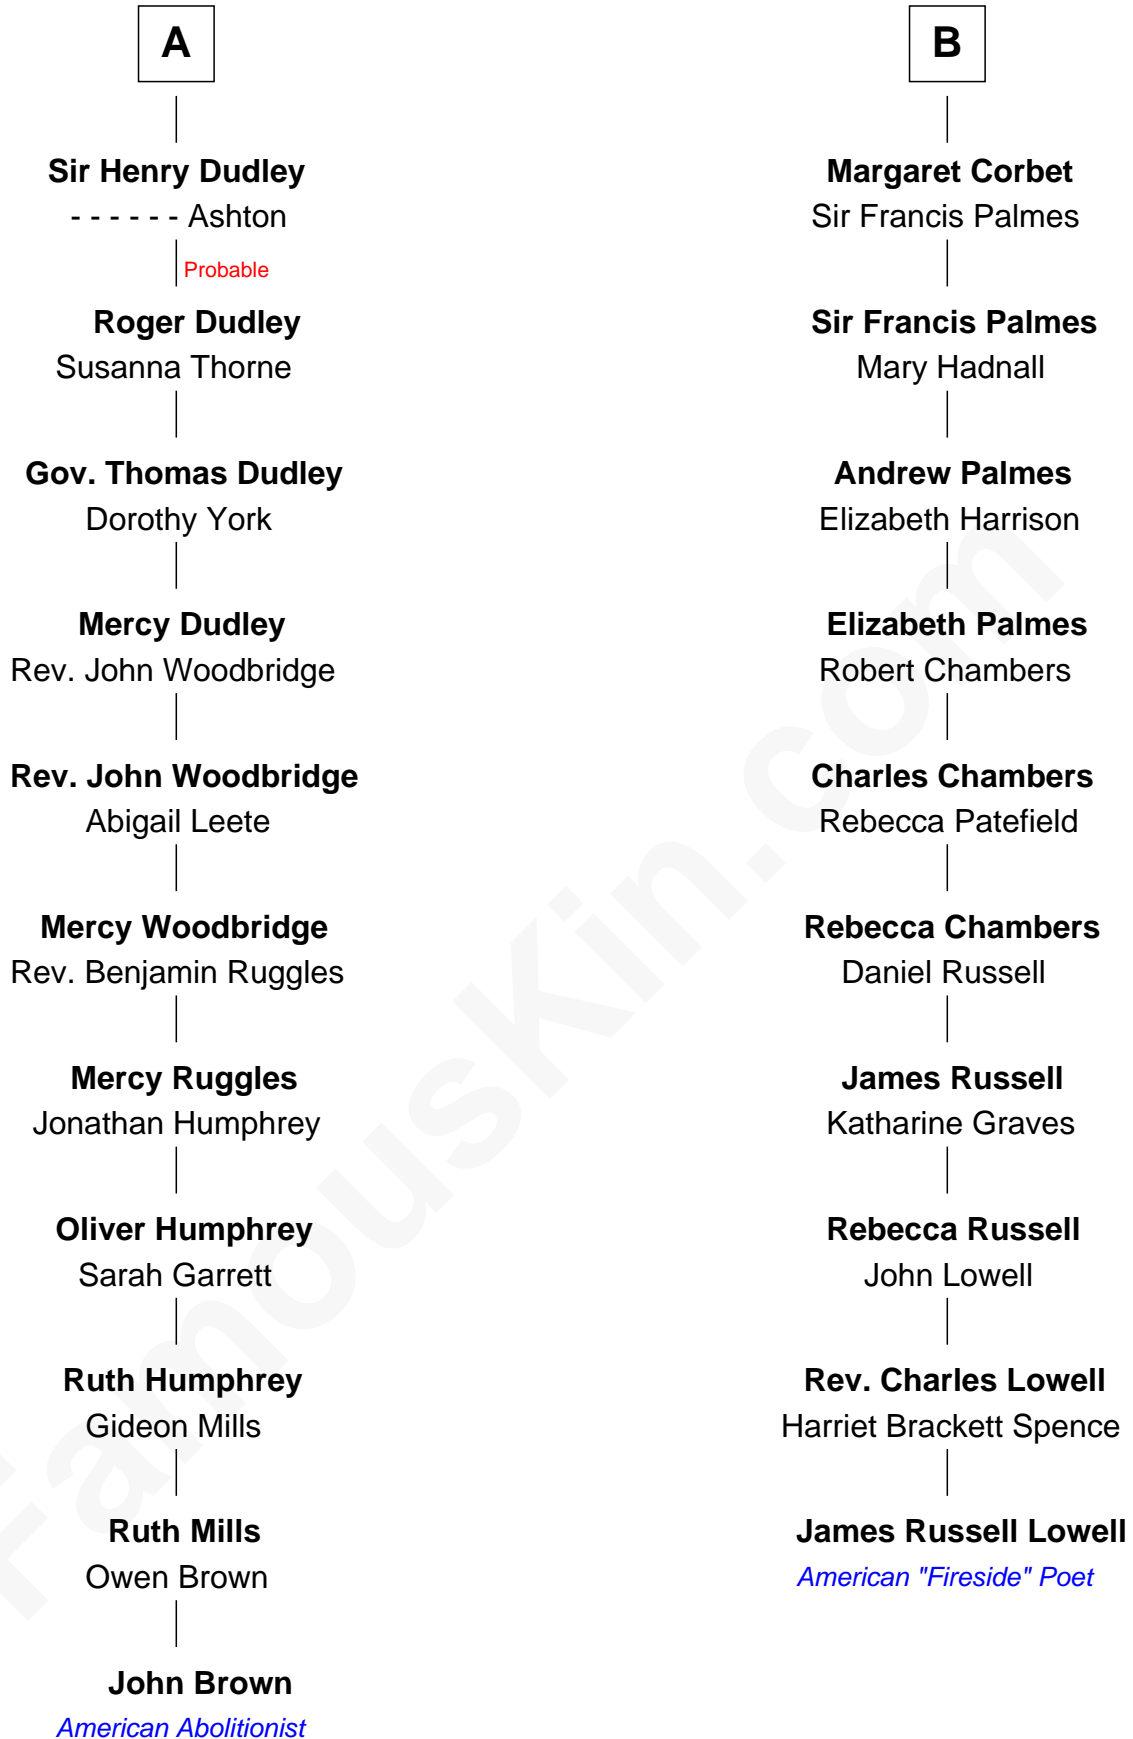 A
Sir Henry Dudley
- - - - - - Ashton
Probable
Roger Dudley
Susanna Thorne
Gov. Thomas Dudley
Dorothy York
Mercy Dudley
Rev. John Woodbridge
Rev. John Woodbridge
Abigail Leete
Mercy Woodbridge
Rev. Benjamin Ruggles
Mercy Ruggles
Jonathan Humphrey
Oliver Humphrey
Sarah Garrett
Ruth Humphrey
Gideon Mills
Ruth Mills
Owen Brown
John Brown
American Abolitionist
B
Margaret Corbet
Sir Francis Palmes
Sir Francis Palmes
Mary Hadnall
Andrew Palmes
Elizabeth Harrison
Elizabeth Palmes
Robert Chambers
Charles Chambers
Rebecca Patefield
Rebecca Chambers
Daniel Russell
James Russell
Katharine Graves
Rebecca Russell
John Lowell
Rev. Charles Lowell
Harriet Brackett Spence
James Russell Lowell
American "Fireside" Poet
FamousKin.com